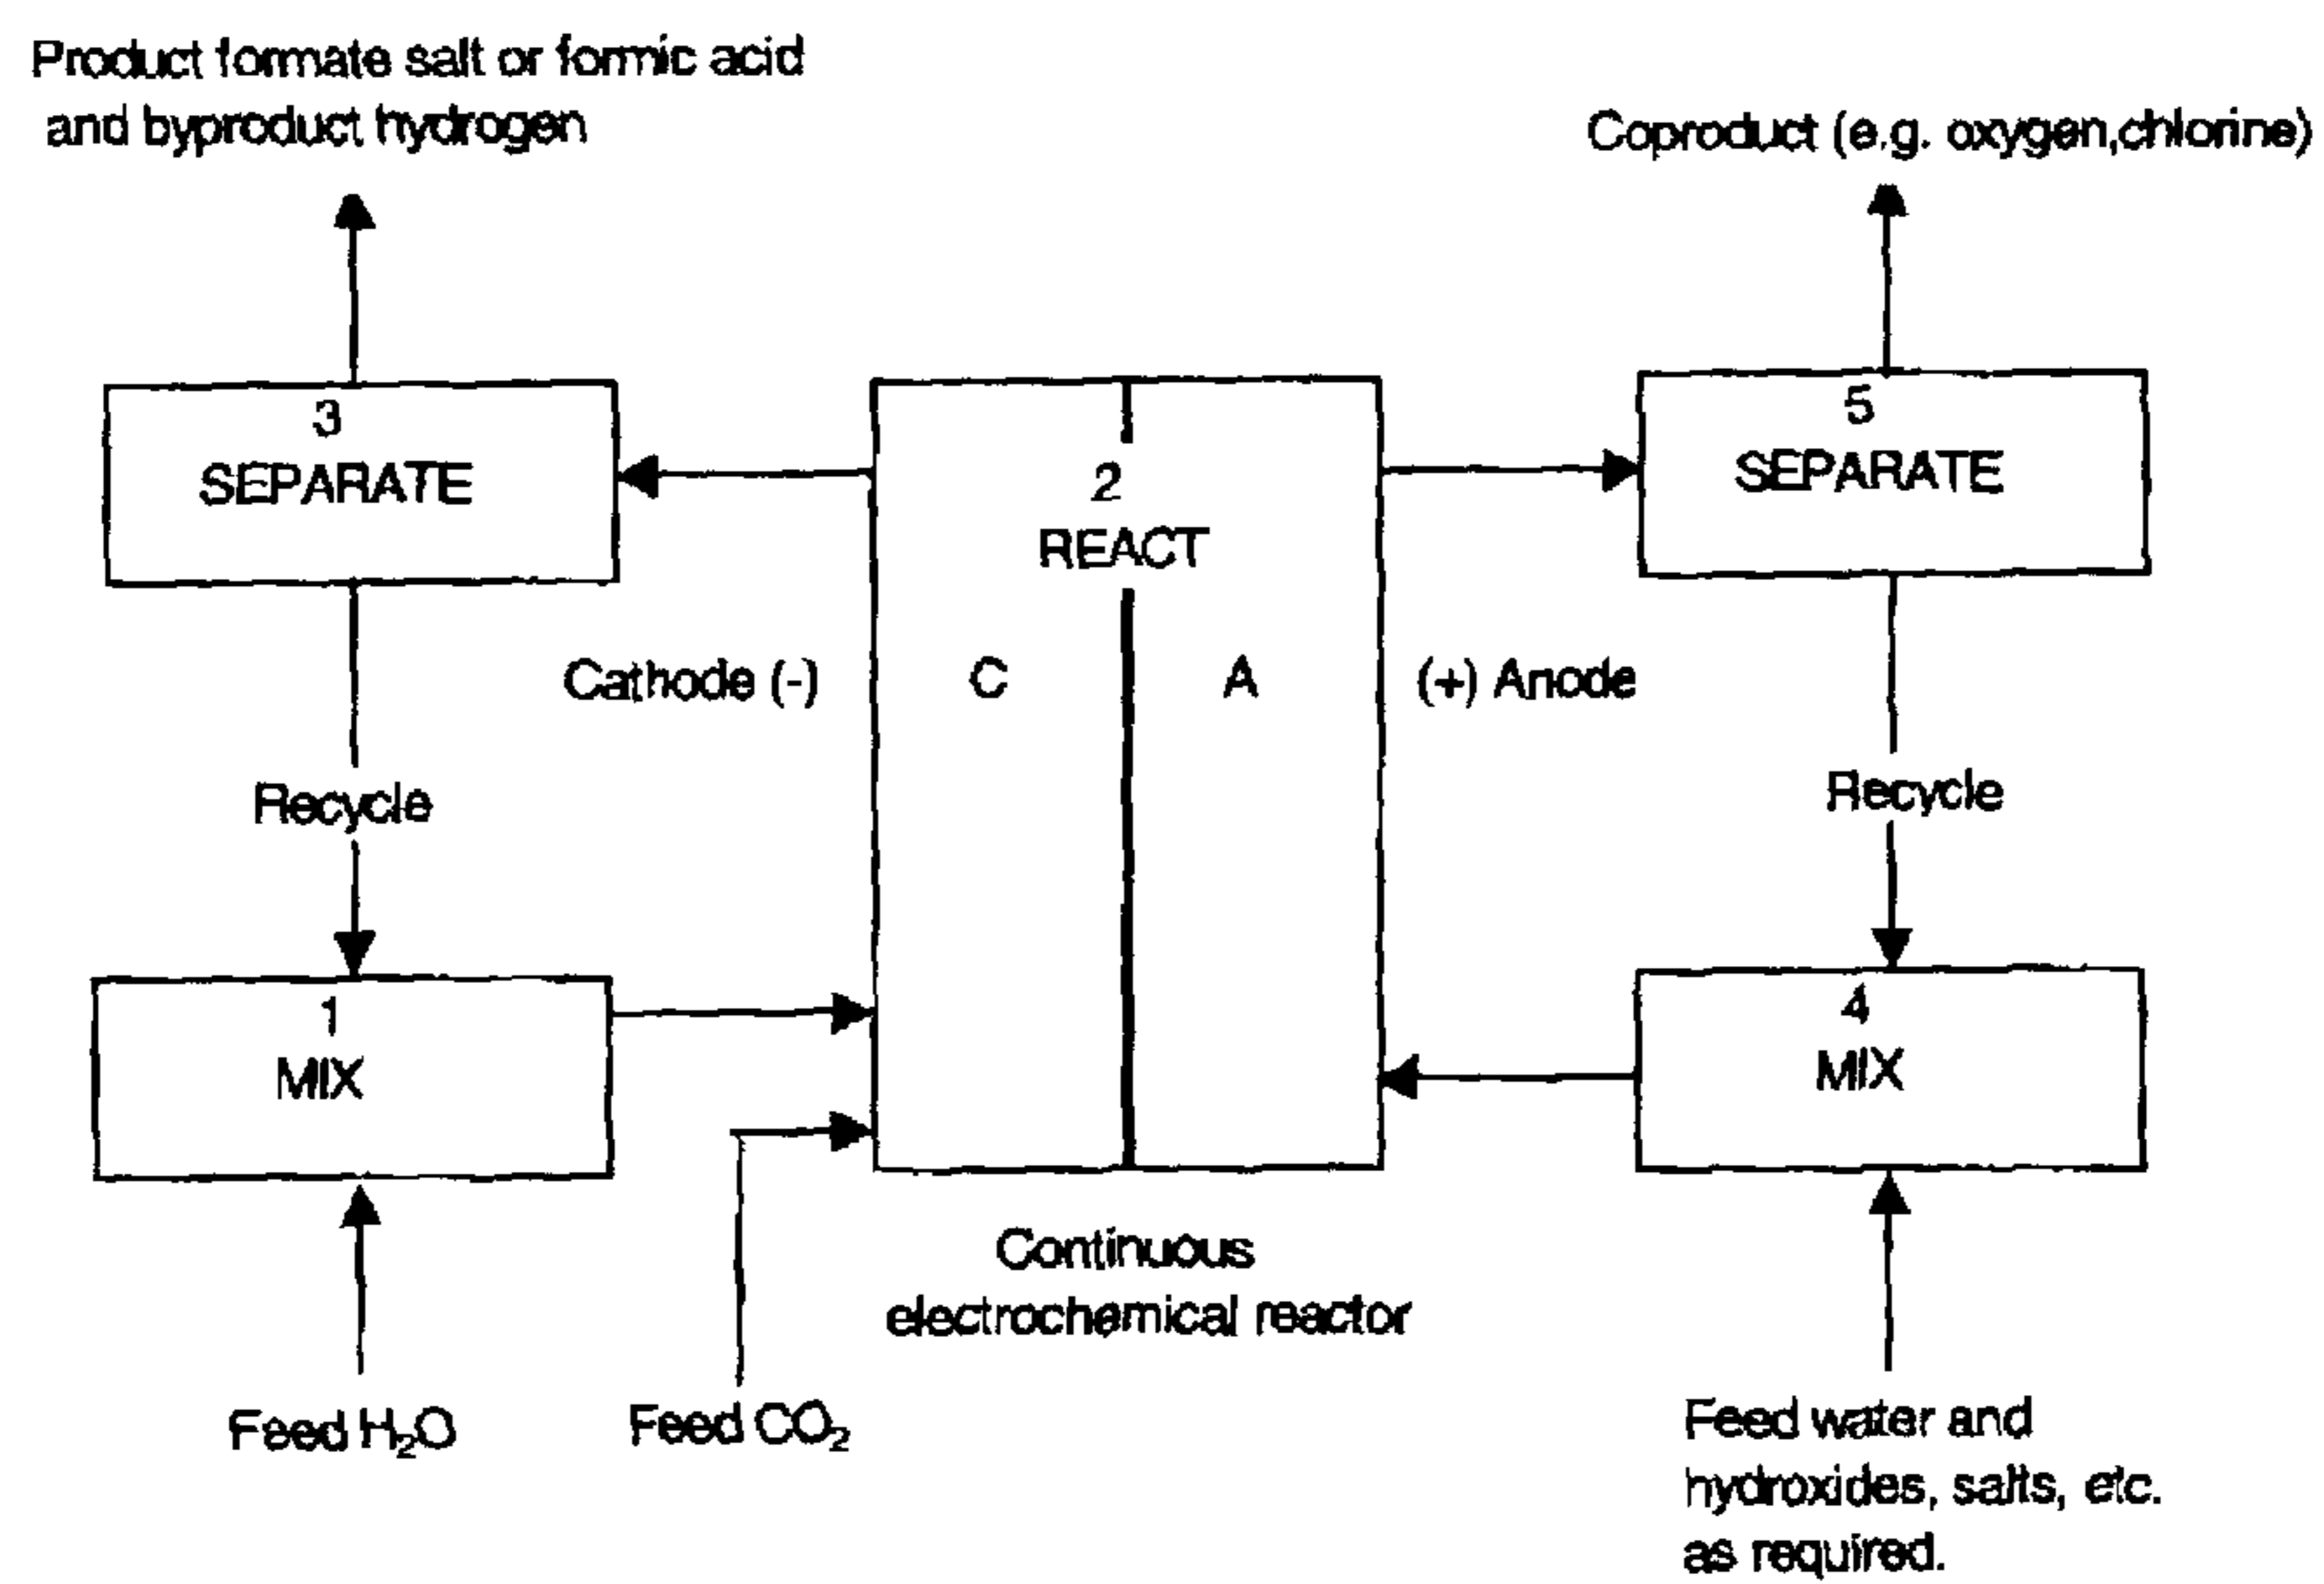 Product formate salt or formic acid
and byproduct hydrogen
Coproduct (e.g. oxygen,chlorine)
3
SEPARATE
2
REACT
5
SEPARATE
Cathode (-)
C
A
(+) Anode
Recycle
Recycle
1
MIX
4
MIX
Continuous
electrochemical reactor
Feed H₂O
Feed CO₂
Feed water and
hydroxides, salts, etc.
as required.